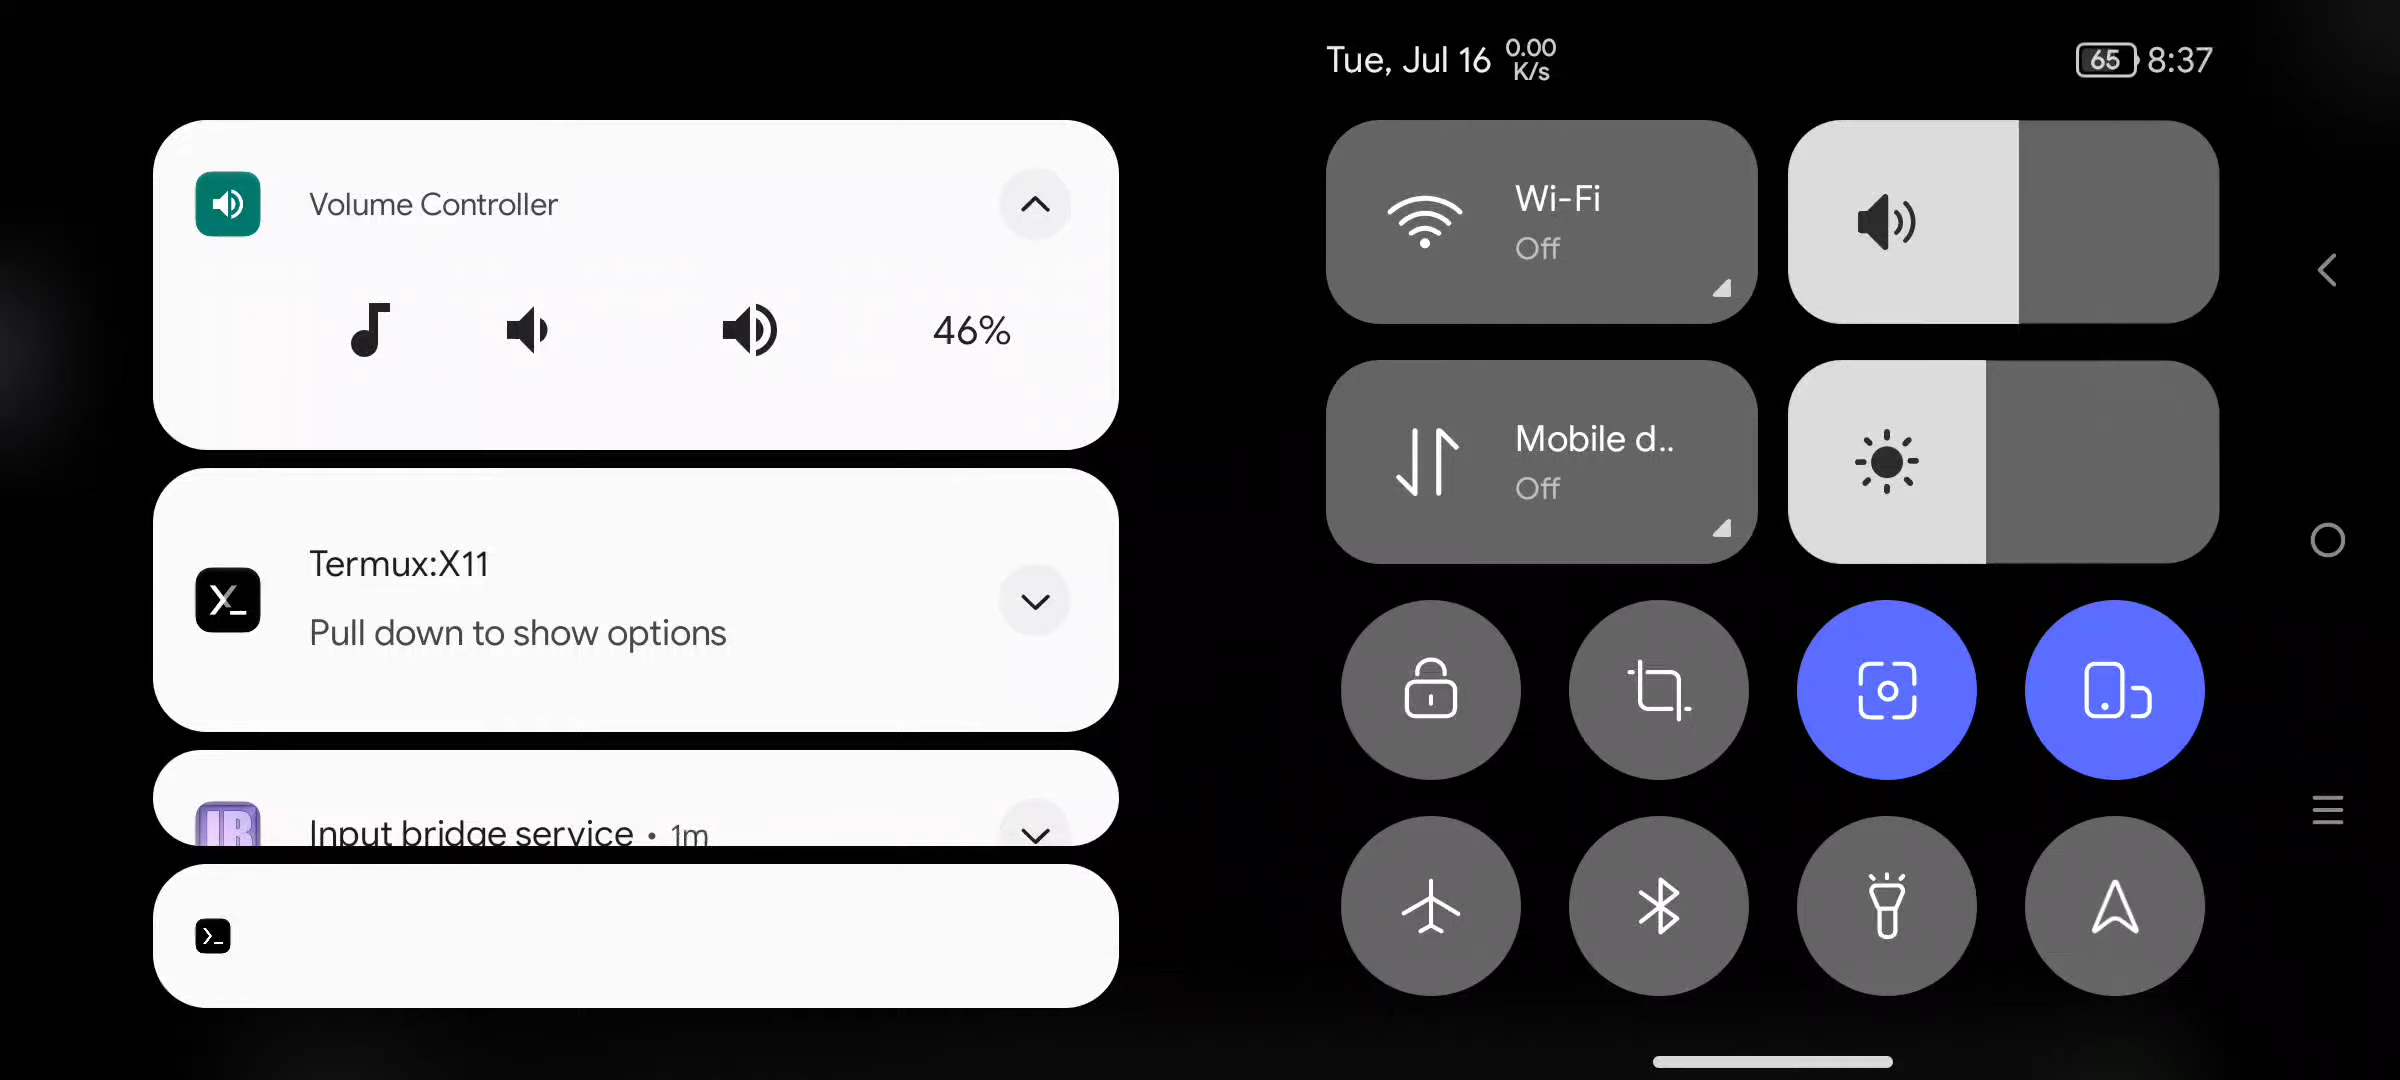 Tue, Jul 16
0.00
K/s
65
8:37
Volume Controller
46%
Termux:X11
Pull down to show options
Input bridge service • 1m
Wi-Fi
Off
Mobile d..
Off